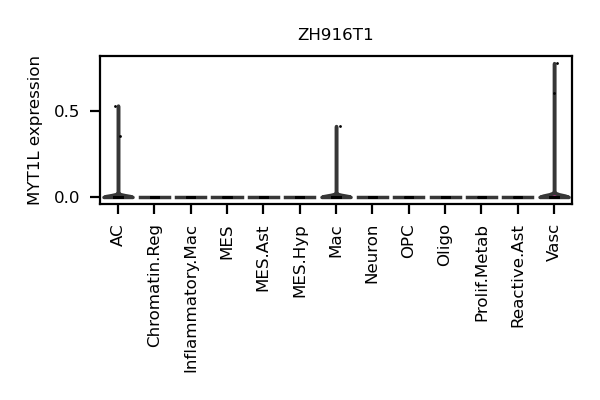 ZH916T1
MYT1L expression
0.5
0.0
AC
Chromatin.Reg
Inflammatory.Mac
MES
MES.Ast
MES.Hyp
Mac
Neuron
OPC
Oligo
Prolif.Metab
Reactive.Ast
Vasc